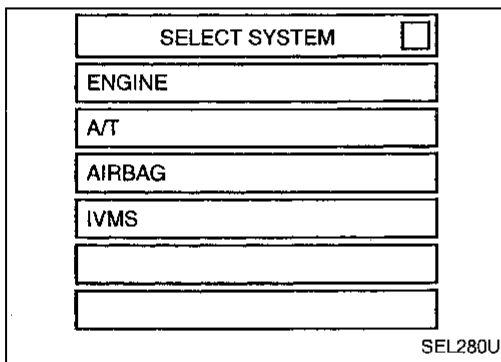 SELECT SYSTEM
ENGINE
A/T
AIRBAG
IVMS
SEL280U